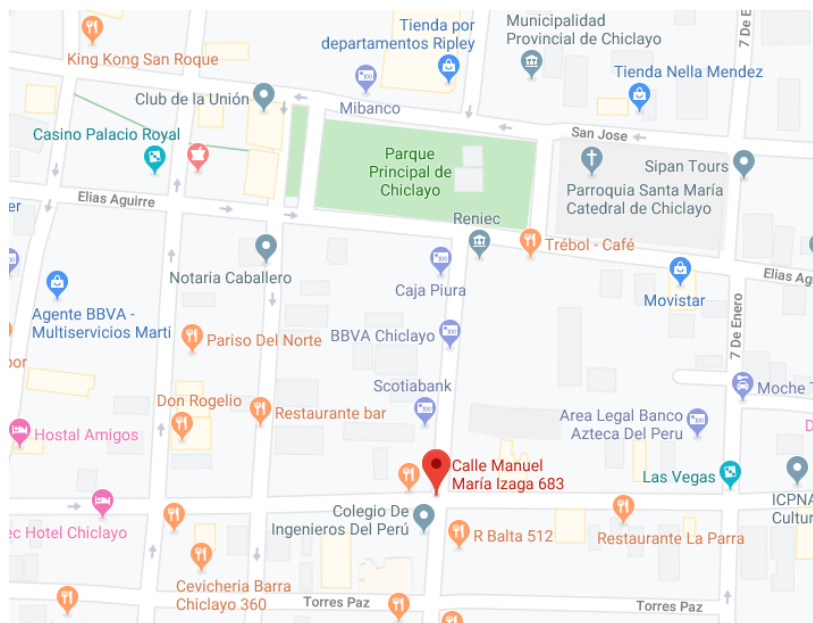 Municipalidad
Provincial de Chiclayo
Tienda por
departamentos Ripley
7 De Enero
King Kong San Roque
Tienda Nella Mendez
Mibanco
Club de la Unión
San Jose
Casino Palacio Royal
Parque
Principal de
Chiclayo
Sipan Tours
Parroquia Santa María
Catedral de Chiclayo
Elias Aguirre
er
Reniec
Trébol - Café
Notaria Caballero
Elias Ag
Caja Piura
Movistar
Agente BBVA -
Multiservicios Marti
7 De Enero
Pariso Del Norte
BBVA Chiclayo
por
Scotiabank
Moche T
Don Rogelio
Restaurante bar
Area Legal Banco
Azteca Del Peru
Hostal Amigos
D
Calle Manuel
María Izaga 683
Las Vegas
ICPNA
Cultur
Colegio De
Ingenieros Del Perú
ec Hotel Chiclayo
R Balta 512
Restaurante La Parra
Cevicheria Barra
Chiclayo 360
Torres Paz
Torres Paz